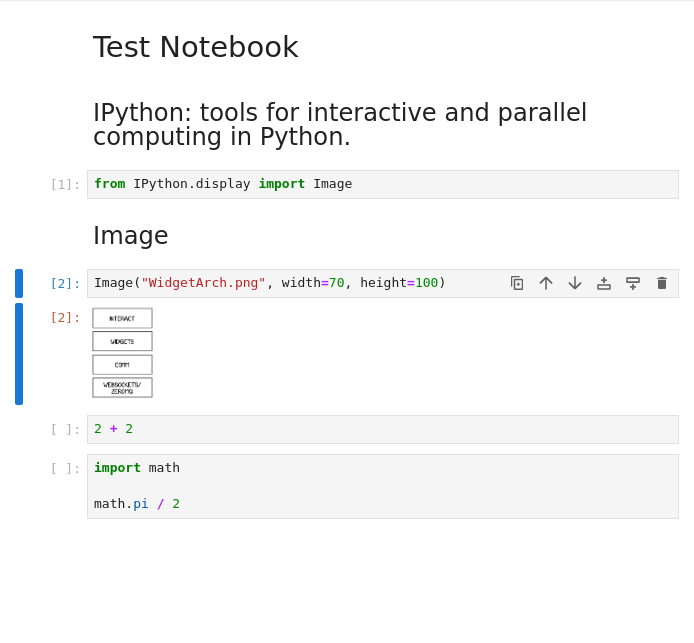 Test Notebook
IPython: tools for interactive and parallel
computing in Python.
[1]: from IPython.display import Image
Image
[2]: Image("WidgetArch.png", width=70, height=100)
[2]:
INTERACT
WIDGETS
COMM
WEBSOCKETS/
ZEROMQ
[ ]: 2 + 2
[ ]: import math
math.pi / 2